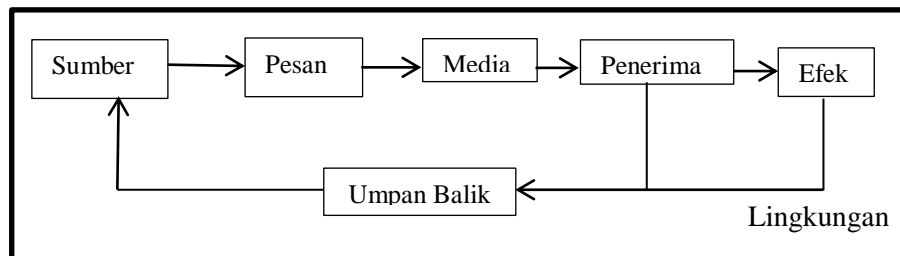 Sumber
Pesan
Media
Penerima
Efek
Umpan Balik
Lingkungan